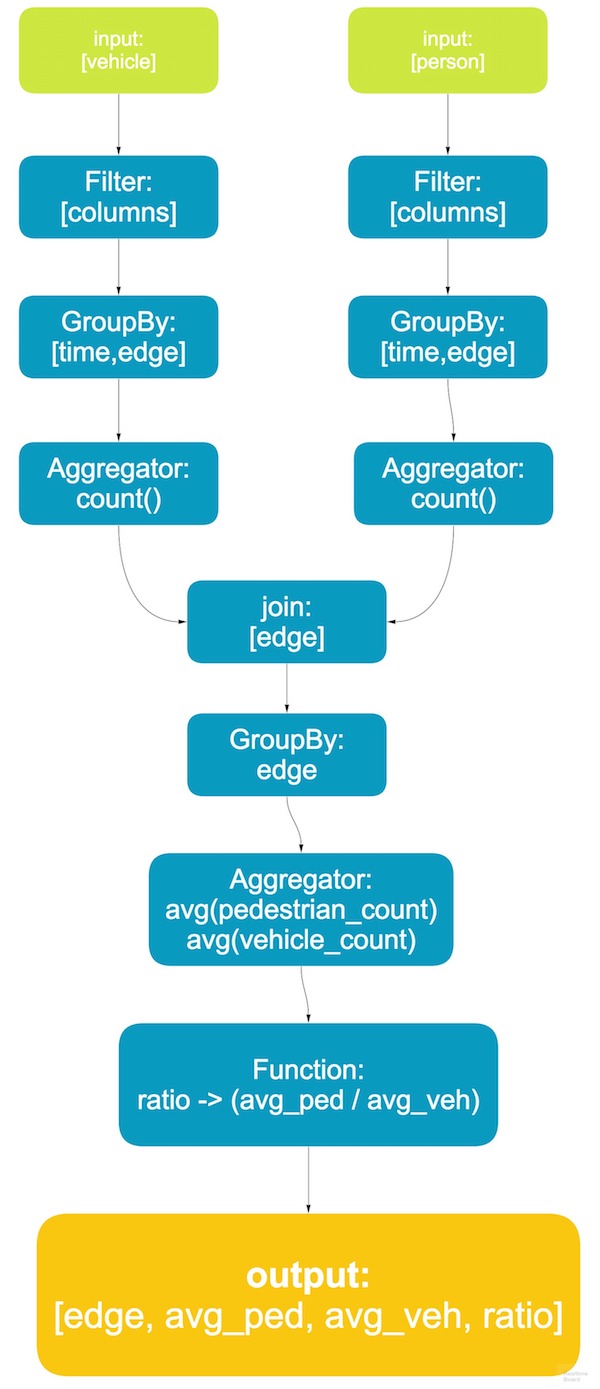 input:
[vehicle]
input:
[person]
Filter:
[columns]
Filter:
[columns]
GroupBy:
[time,edge]
GroupBy:
[time,edge]
Aggregator:
count()
Aggregator:
count()
join:
[edge]
GroupBy:
edge
Aggregator:
avg(pedestrian_count)
avg(vehicle_count)
Function:
ratio -> (avg_ped / avg_veh)
output:
[edge, avg_ped, avg_veh, ratio]
Board